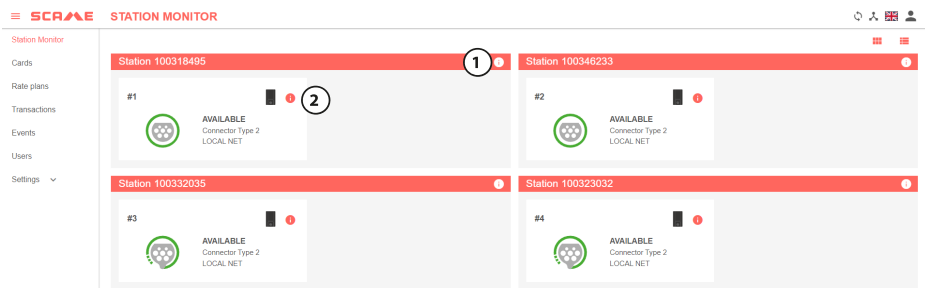 SCAME STATION MONITOR
Station Monitor
Cards
Rate plans
Transactions
Events
Users
Settings
Station 100318495 1
#1 2
AVAILABLE
Connector Type 2
LOCAL NET
Station 100346233
#2
AVAILABLE
Connector Type 2
LOCAL NET
Station 100332035
#3
AVAILABLE
Connector Type 2
LOCAL NET
Station 100323032
#4
AVAILABLE
Connector Type 2
LOCAL NET